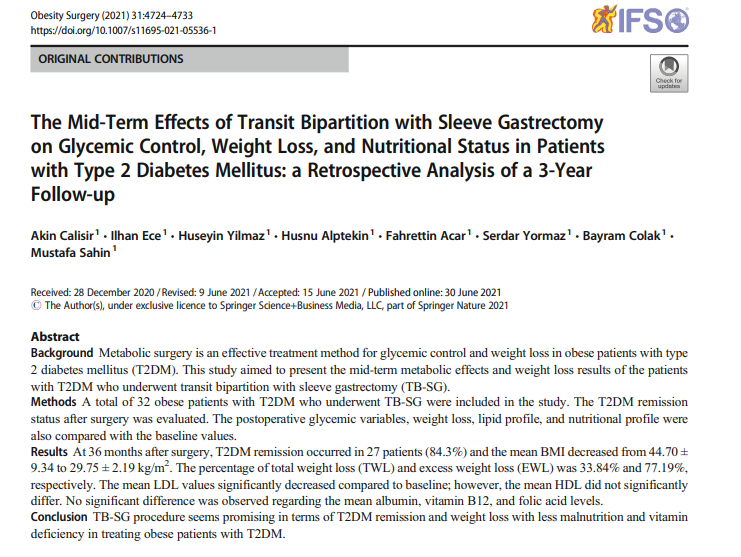 Obesity Surgery (2021) 31:4724–4733
https://doi.org/10.1007/s11695-021-05536-1
IFSO
ORIGINAL CONTRIBUTIONS
Check for
updates
The Mid-Term Effects of Transit Bipartition with Sleeve Gastrectomy
on Glycemic Control, Weight Loss, and Nutritional Status in Patients
with Type 2 Diabetes Mellitus: a Retrospective Analysis of a 3-Year
Follow-up
Akin Calisir 1 · Ilhan Ece 1 · Huseyin Yilmaz 1 · Husnu Alptekin 1 · Fahrettin Acar 1 · Serdar Yormaz 1 · Bayram Colak 1 ·
Mustafa Sahin 1
Received: 28 December 2020 / Revised: 9 June 2021 / Accepted: 15 June 2021 / Published online: 30 June 2021
© The Author(s), under exclusive licence to Springer Science+Business Media, LLC, part of Springer Nature 2021
Abstract
Background Metabolic surgery is an effective treatment method for glycemic control and weight loss in obese patients with type
2 diabetes mellitus (T2DM). This study aimed to present the mid-term metabolic effects and weight loss results of the patients
with T2DM who underwent transit bipartition with sleeve gastrectomy (TB-SG).
Methods A total of 32 obese patients with T2DM who underwent TB-SG were included in the study. The T2DM remission
status after surgery was evaluated. The postoperative glycemic variables, weight loss, lipid profile, and nutritional profile were
also compared with the baseline values.
Results At 36 months after surgery, T2DM remission occurred in 27 patients (84.3%) and the mean BMI decreased from 44.70 ±
9.34 to 29.75 ± 2.19 kg/m2. The percentage of total weight loss (TWL) and excess weight loss (EWL) was 33.84% and 77.19%,
respectively. The mean LDL values significantly decreased compared to baseline; however, the mean HDL did not significantly
differ. No significant difference was observed regarding the mean albumin, vitamin B12, and folic acid levels.
Conclusion TB-SG procedure seems promising in terms of T2DM remission and weight loss with less malnutrition and vitamin
deficiency in treating obese patients with T2DM.